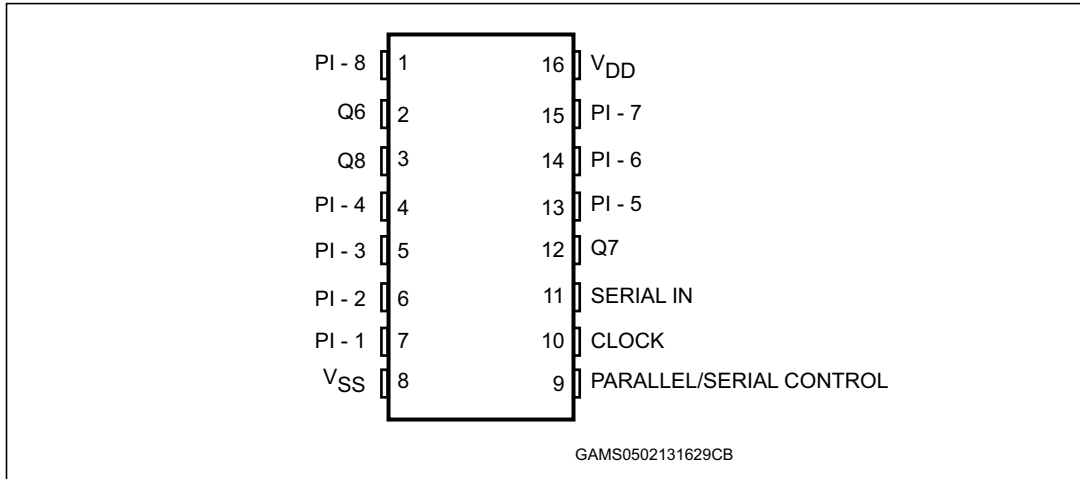 PI - 8 1 16 VDD
Q6 2 15 PI - 7
Q8 3 14 PI - 6
PI - 4 4 13 PI - 5
PI - 3 5 12 Q7
PI - 2 6 11 SERIAL IN
PI - 1 7 10 CLOCK
VSS 8 9 PARALLEL/SERIAL CONTROL
GAMS0502131629CB